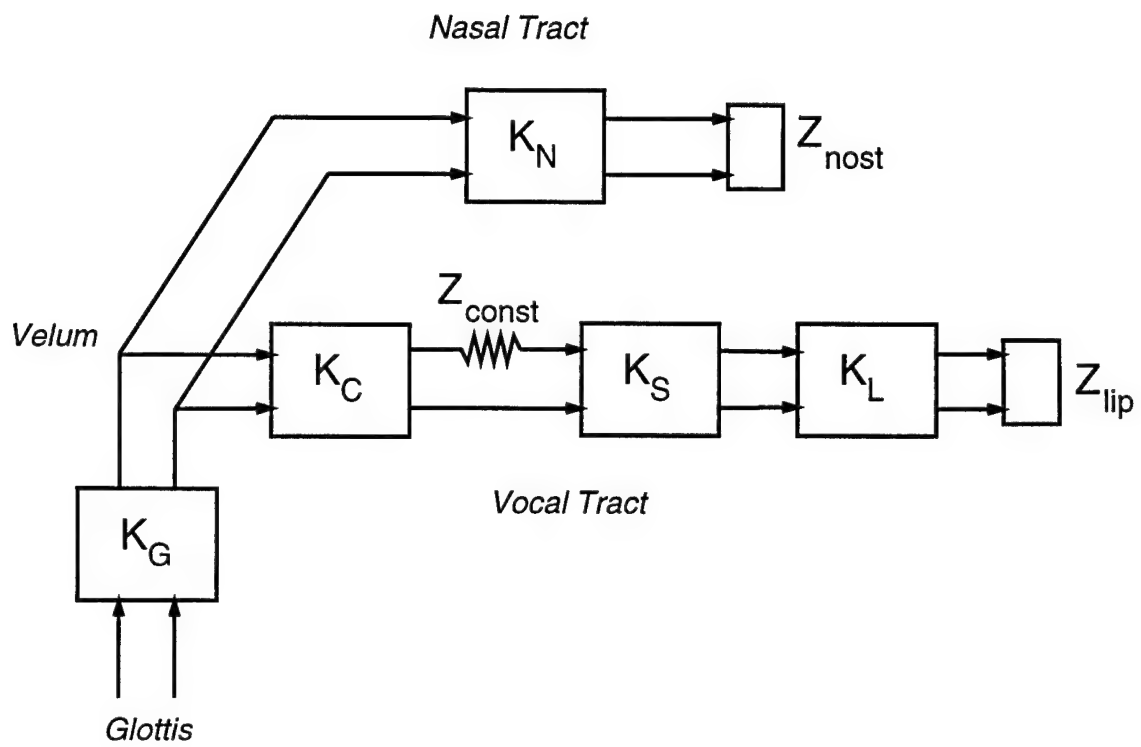 Nasal Tract
K_N
Z_nost
Z_const
Velum
K_C
K_S
K_L
Z_lip
Vocal Tract
K_G
Glottis